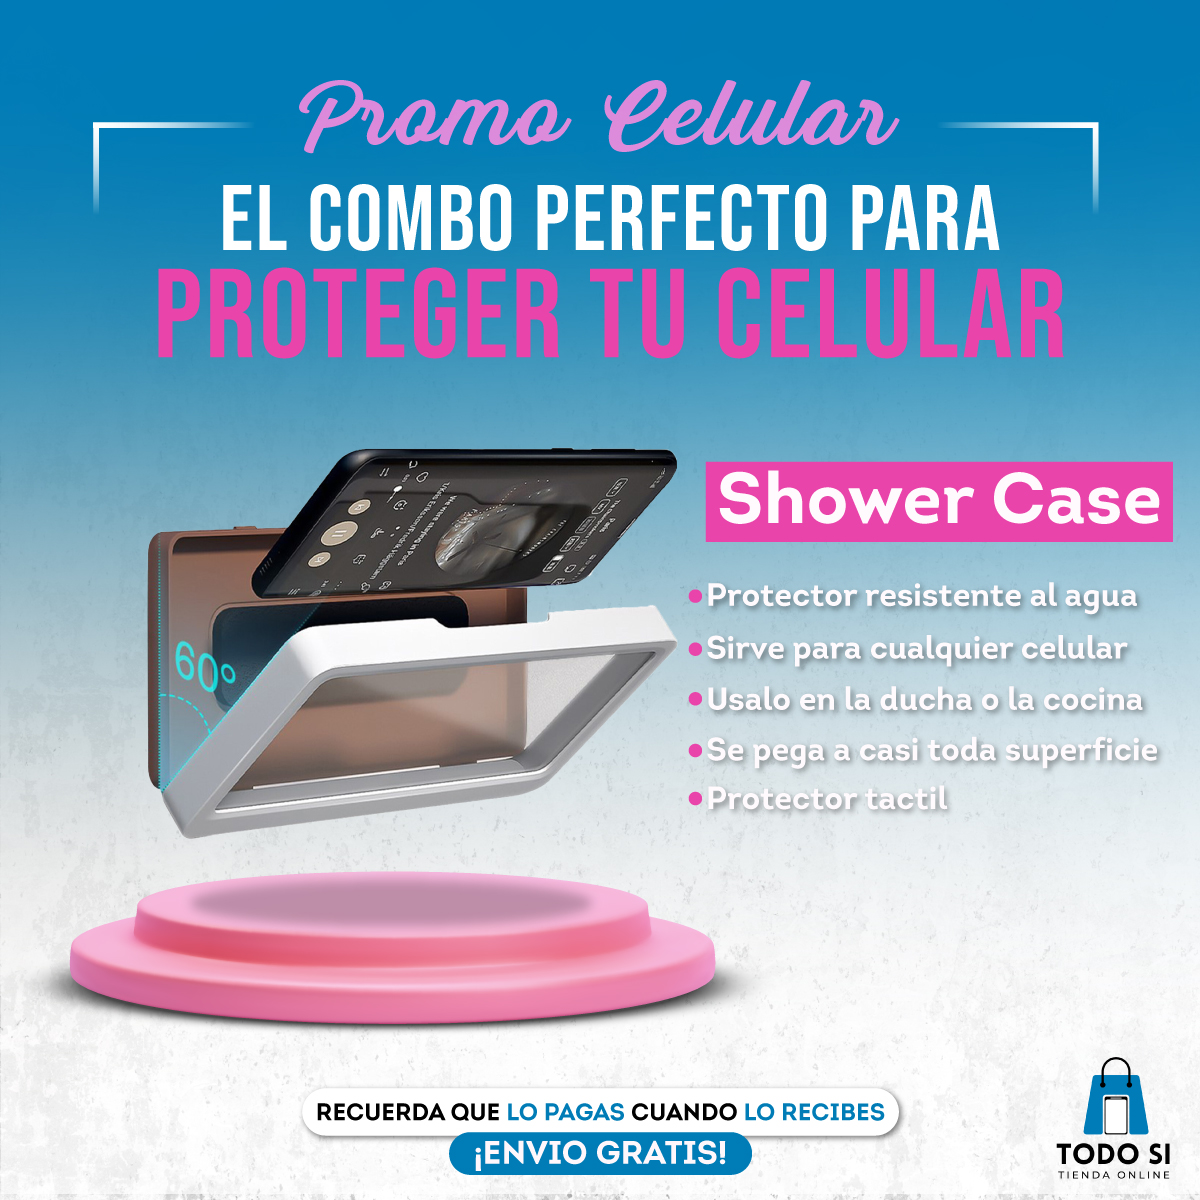 Promo Celular
EL COMBO PERFECTO PARA
PROTEGER TU CELULAR
Shower Case
Protector resistente al agua
Sirve para cualquier celular
Usalo en la ducha o la cocina
Se pega a casi toda superficie
Protector tactil
60°
RECUERDA QUE LO PAGAS CUANDO LO RECIBES
¡ENVIO GRATIS!
TODO SI
TIENDA ONLINE